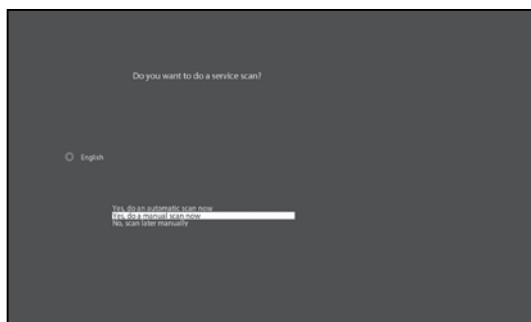 Do you want to do a service scan?
English
Yes, do an automatic scan now
Yes, do a manual scan now
No, scan later manually